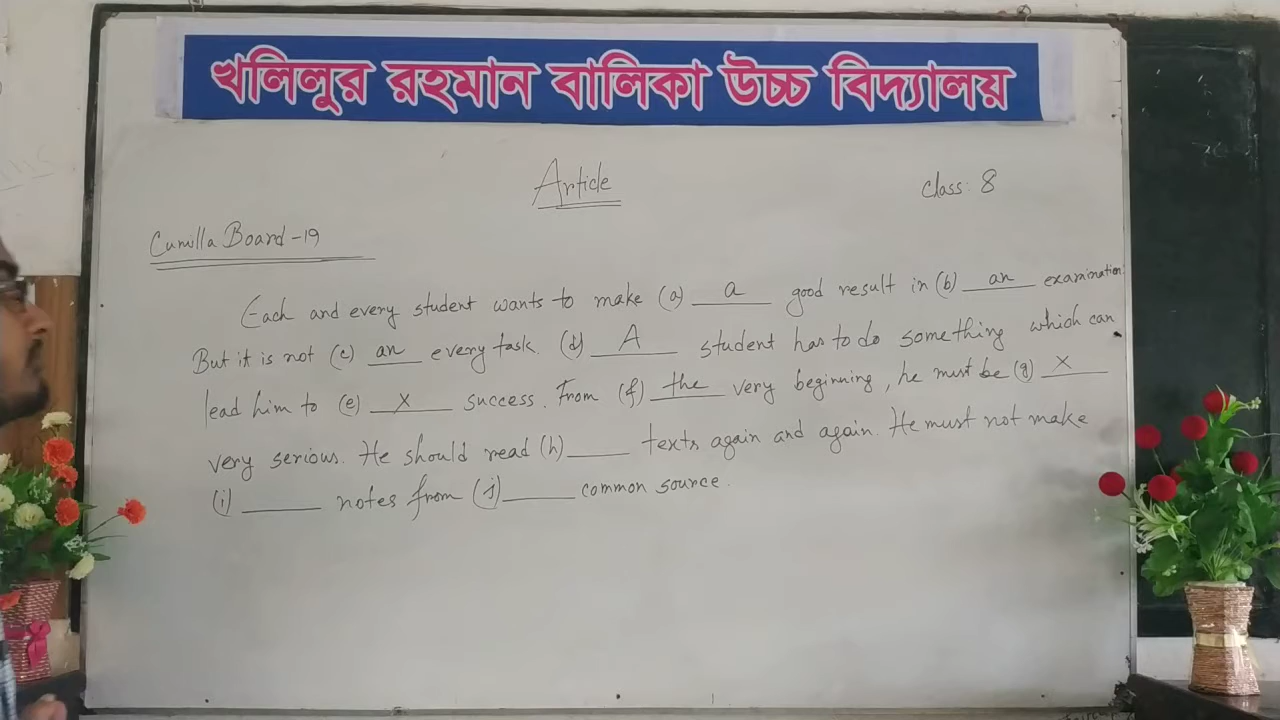 খলিলুর রহমান বালিকা উচ্চ বিদ্যালয়
Article
Class: 8
Cumilla Board -19
Each and every student wants to make (a) a good result in (b) an examination.
But it is not (c) an every task. (d) A student has to do something which can
lead him to (e) x success. From (f) the very beginning, he must be (g) x
very serious. He should read (h) ____ texts again and again. He must not make
(i) ____ notes from (j) ____ common source.